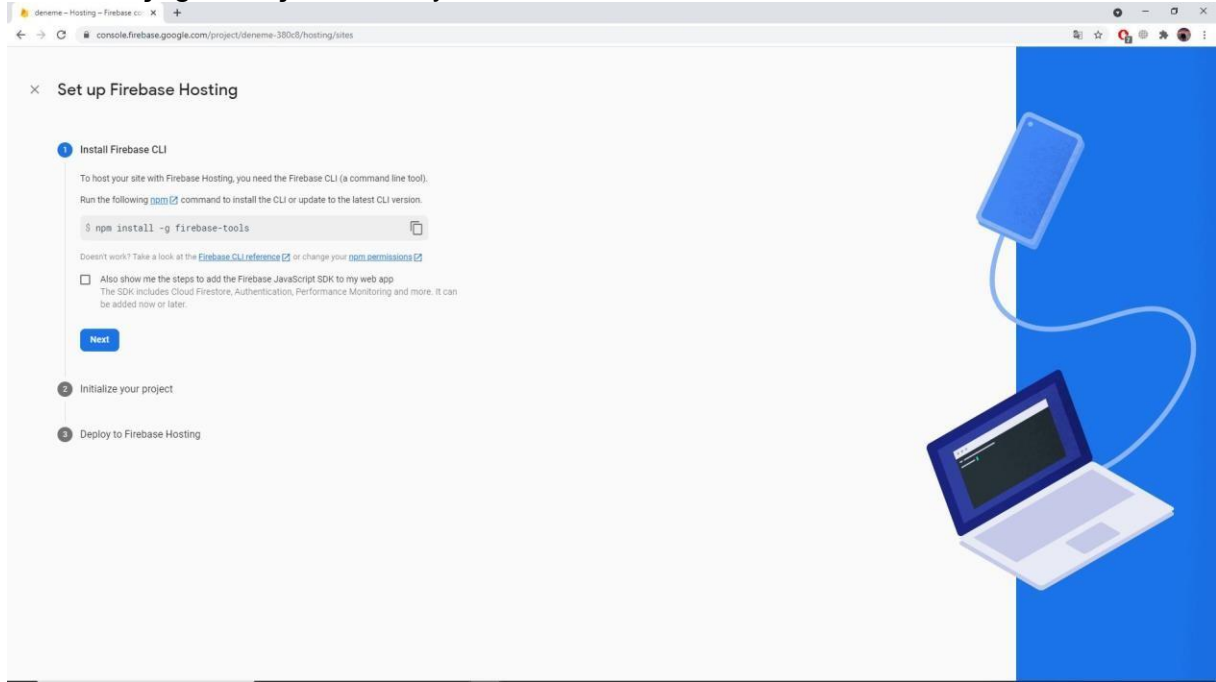 deneme – Hosting – Firebase co
console.firebase.google.com/project/deneme-380c8/hosting/sites
Set up Firebase Hosting
1 Install Firebase CLI
To host your site with Firebase Hosting, you need the Firebase CLI (a command line tool).
Run the following npm command to install the CLI or update to the latest CLI version.
$ npm install -g firebase-tools
Doesn't work? Take a look at the Firebase CLI reference or change your npm permissions
Also show me the steps to add the Firebase JavaScript SDK to my web app
The SDK includes Cloud Firestore, Authentication, Performance Monitoring and more. It can
be added now or later.
Next
2 Initialize your project
3 Deploy to Firebase Hosting